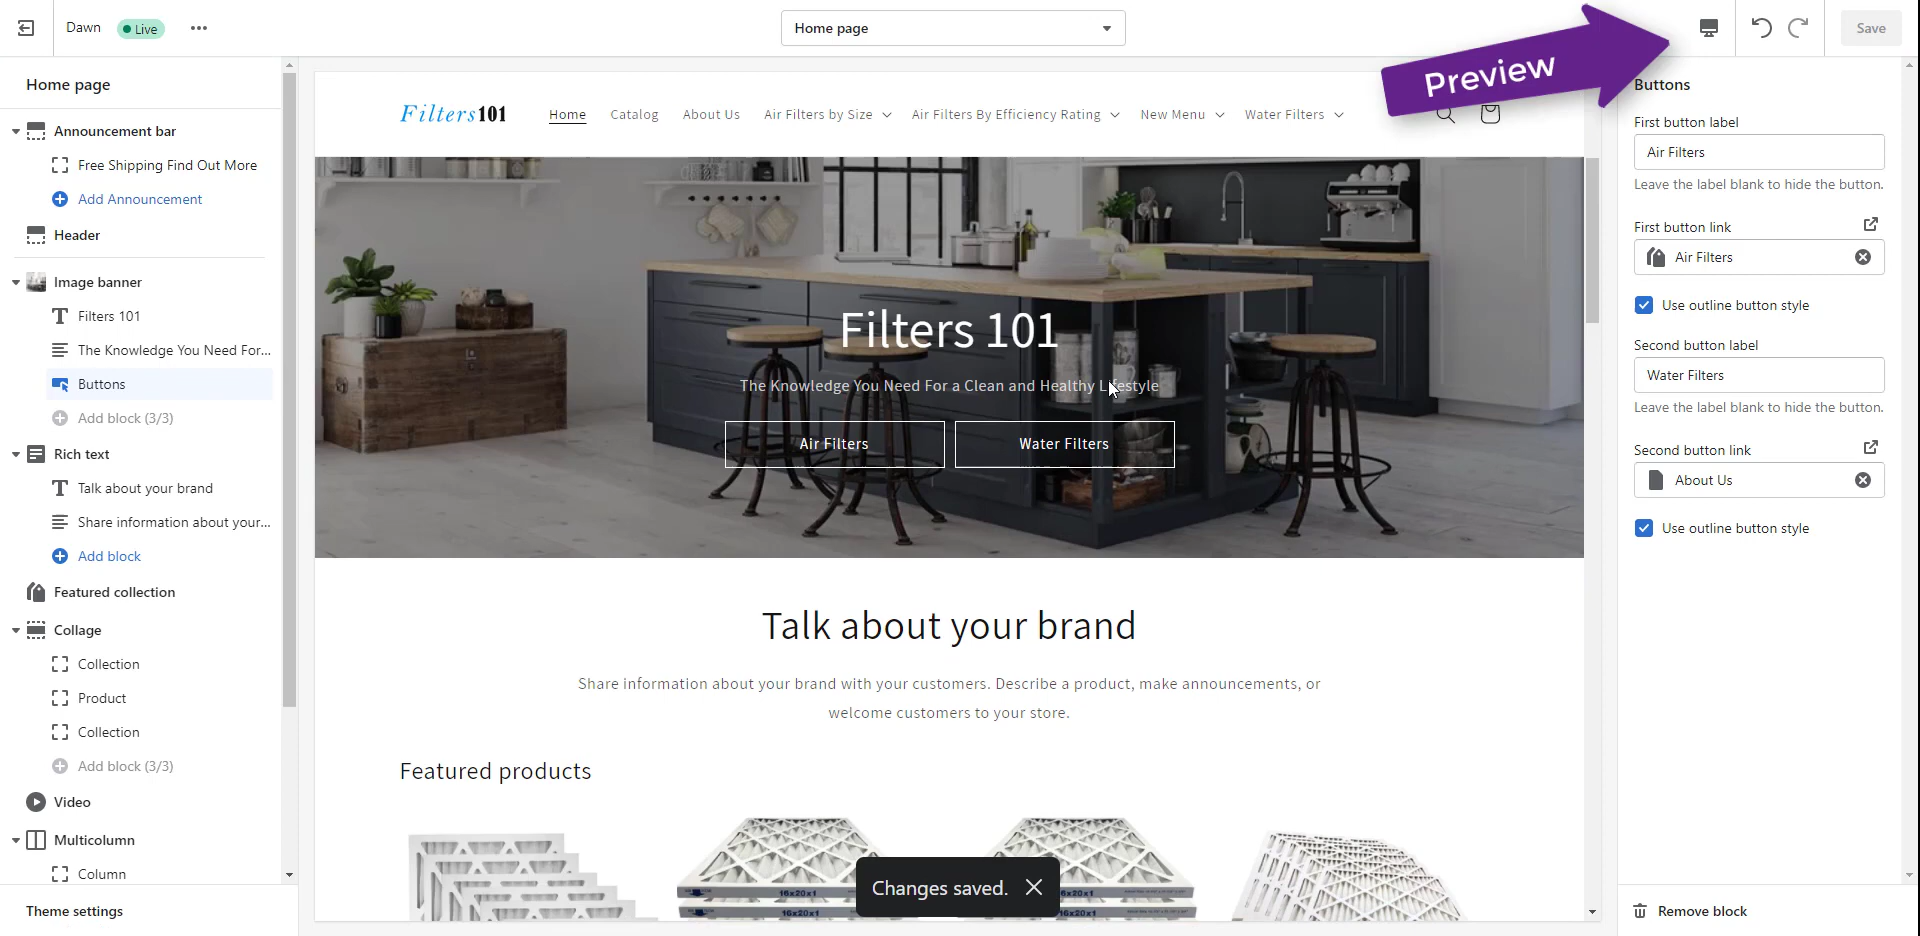 Dawn
Live
Home page
Save
Preview
Home page
Announcement bar
Free Shipping Find Out More
Add Announcement
Header
Image banner
Filters 101
The Knowledge You Need For...
Buttons
Add block (3/3)
Rich text
Talk about your brand
Share information about your...
Add block
Featured collection
Collage
Collection
Product
Collection
Add block (3/3)
Video
Multicolumn
Column
Theme settings
Filters101
Home
Catalog
About Us
Air Filters by Size
Air Filters By Efficiency Rating
New Menu
Water Filters
Filters 101
The Knowledge You Need For a Clean and Healthy Lifestyle
Air Filters
Water Filters
Talk about your brand
Share information about your brand with your customers. Describe a product, make announcements, or
welcome customers to your store.
Featured products
16x20x1
16x20x1
16x20x1
16x20x1
Changes saved.
Buttons
First button label
Air Filters
Leave the label blank to hide the button.
First button link
Air Filters
Use outline button style
Second button label
Water Filters
Leave the label blank to hide the button.
Second button link
About Us
Use outline button style
Remove block